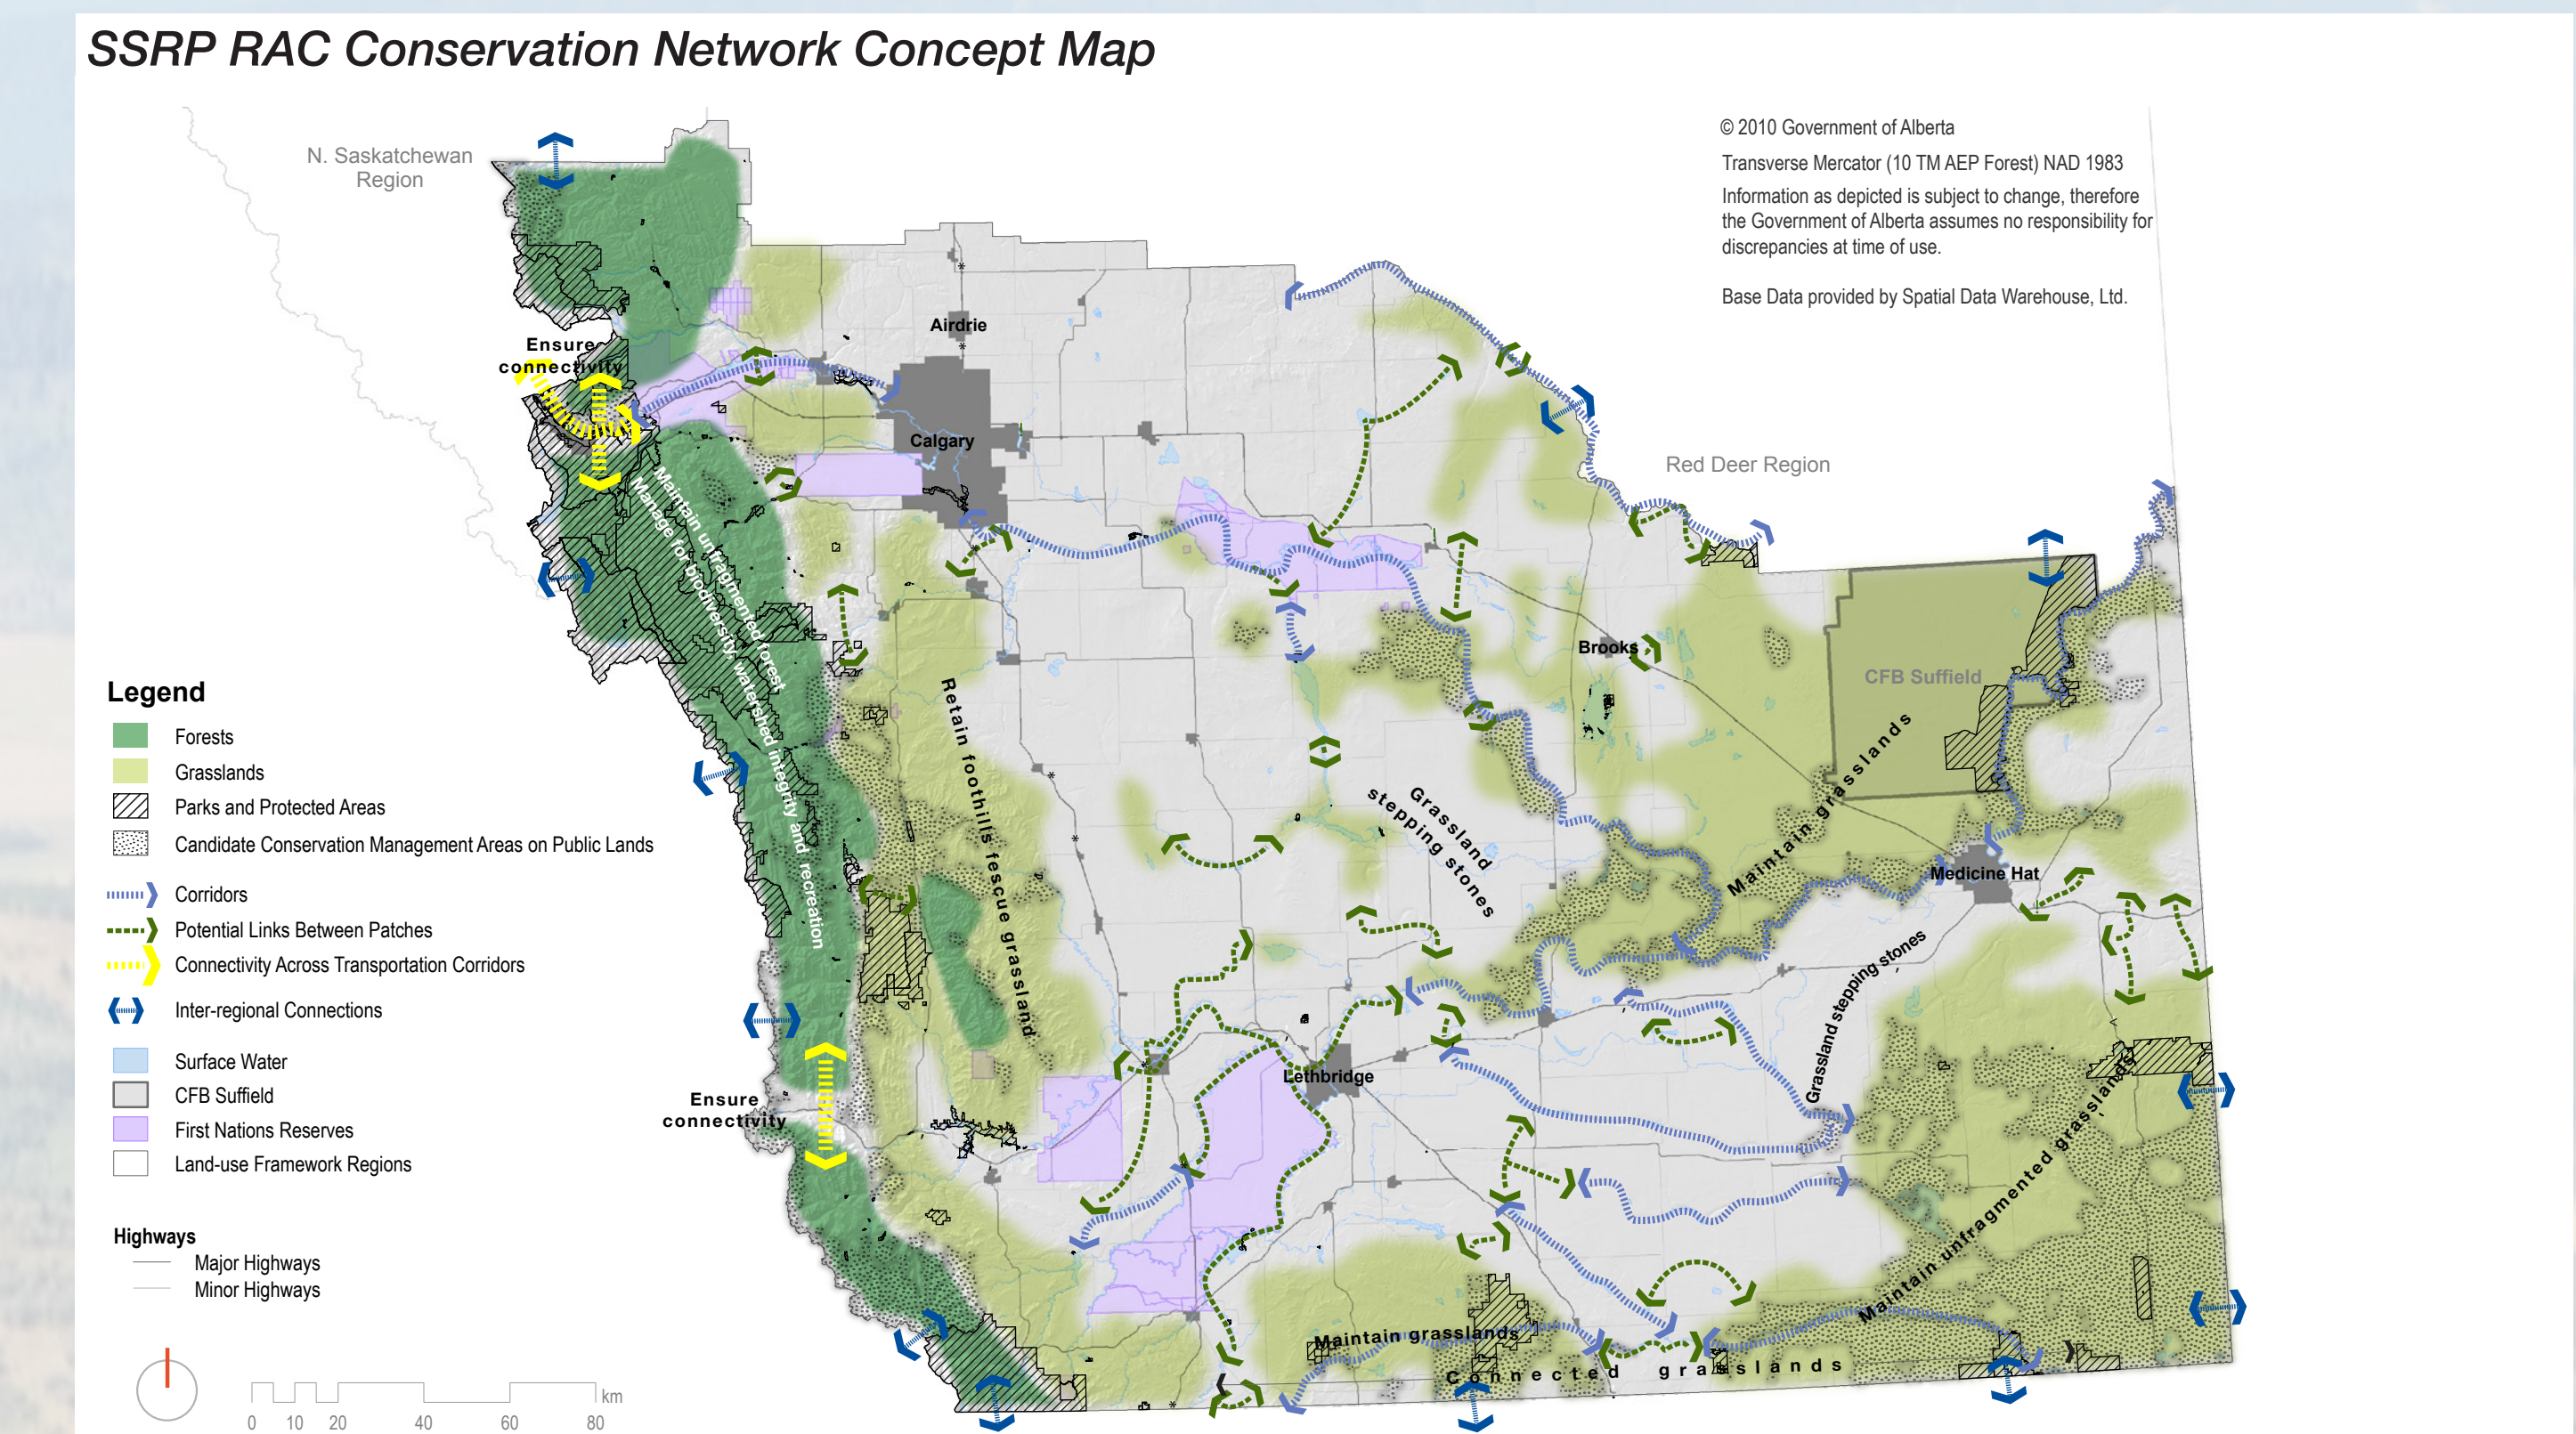 SSRP RAC Conservation Network Concept Map
© 2010 Government of Alberta
Transverse Mercator (10 TM AEP Forest) NAD 1983
Information as depicted is subject to change, therefore
the Government of Alberta assumes no responsibility for
discrepancies at time of use.
Base Data provided by Spatial Data Warehouse, Ltd.
N. Saskatchewan
Region
Airdrie
Ensure
connectivity
Calgary
Red Deer Region
Maintain unfragmented forest
Manage for biodiversity, watershed integrity and recreation
Brooks
CFB Suffield
Retain foothills fescue grassland
Grassland
stepping stones
Maintain grasslands
Medicine Hat
Grassland stepping stones
Lethbridge
Ensure
connectivity
Maintain unfragmented grasslands
Maintain grasslands
Connected grasslands
Legend
Forests
Grasslands
Parks and Protected Areas
Candidate Conservation Management Areas on Public Lands
Corridors
Potential Links Between Patches
Connectivity Across Transportation Corridors
Inter-regional Connections
Surface Water
CFB Suffield
First Nations Reserves
Land-use Framework Regions
Highways
Major Highways
Minor Highways
km
0 10 20 40 60 80